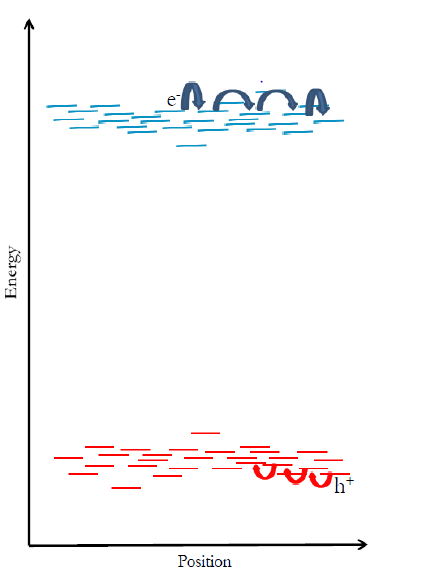 e⁻
Energy
h⁺
Position